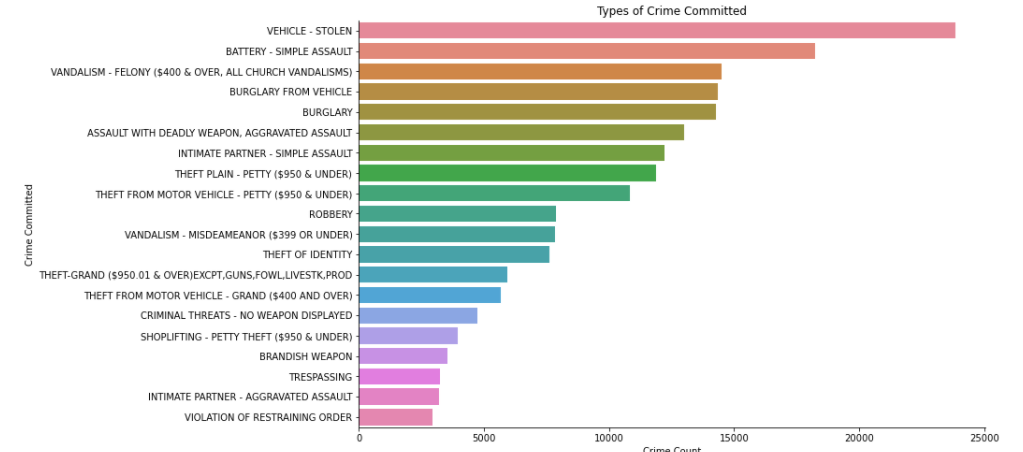 Types of Crime Committed
VEHICLE - STOLEN
BATTERY - SIMPLE ASSAULT
VANDALISM - FELONY ($400 & OVER, ALL CHURCH VANDALISMS)
BURGLARY FROM VEHICLE
BURGLARY
ASSAULT WITH DEADLY WEAPON, AGGRAVATED ASSAULT
INTIMATE PARTNER - SIMPLE ASSAULT
THEFT PLAIN - PETTY ($950 & UNDER)
THEFT FROM MOTOR VEHICLE - PETTY ($950 & UNDER)
ROBBERY
VANDALISM - MISDEAMEANOR ($399 OR UNDER)
THEFT OF IDENTITY
THEFT-GRAND ($950.01 & OVER)EXCPT,GUNS,FOWL,LIVESTK,PROD
THEFT FROM MOTOR VEHICLE - GRAND ($400 AND OVER)
CRIMINAL THREATS - NO WEAPON DISPLAYED
SHOPLIFTING - PETTY THEFT ($950 & UNDER)
BRANDISH WEAPON
TRESPASSING
INTIMATE PARTNER - AGGRAVATED ASSAULT
VIOLATION OF RESTRAINING ORDER
Crime Committed
0 5000 10000 15000 20000 25000
Crime Count